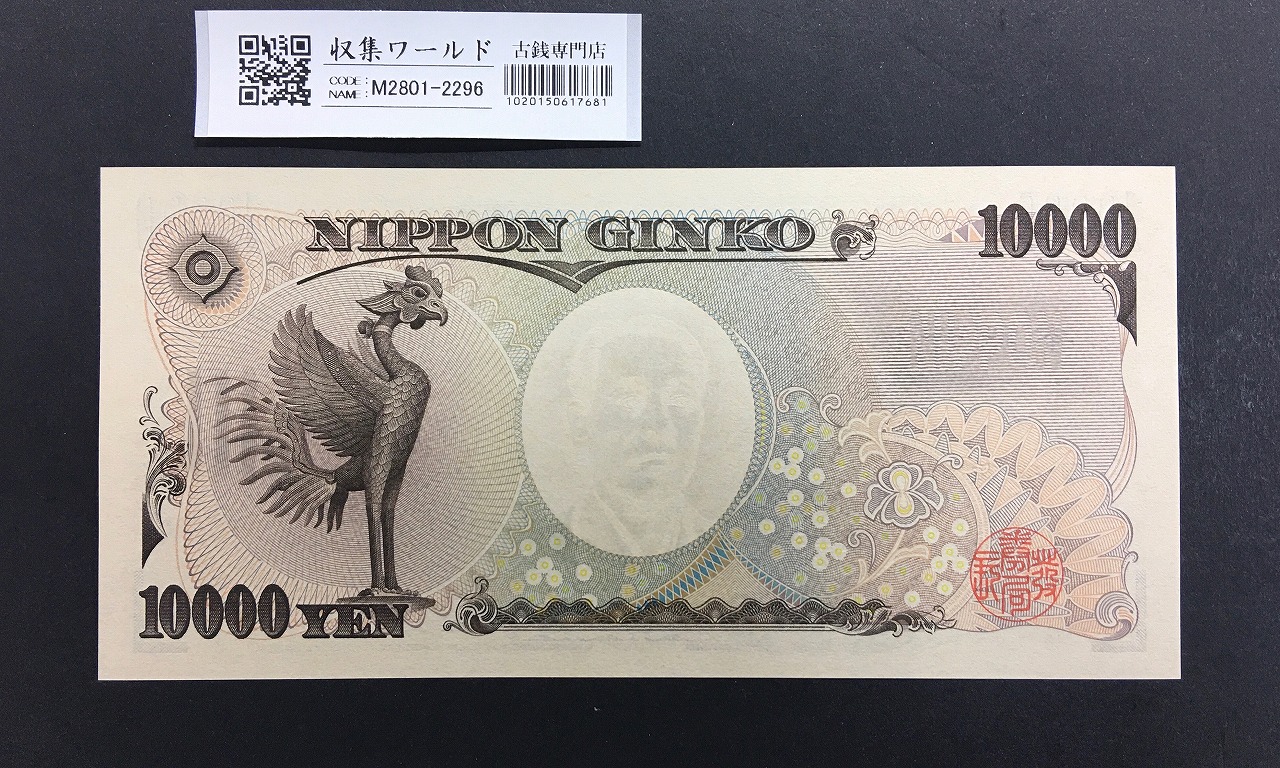 収集ワールド 古銭専門店
CODE:
NAME: M2801-2296
1020150617681
NIPPON GINKO
10000
10000 YEN